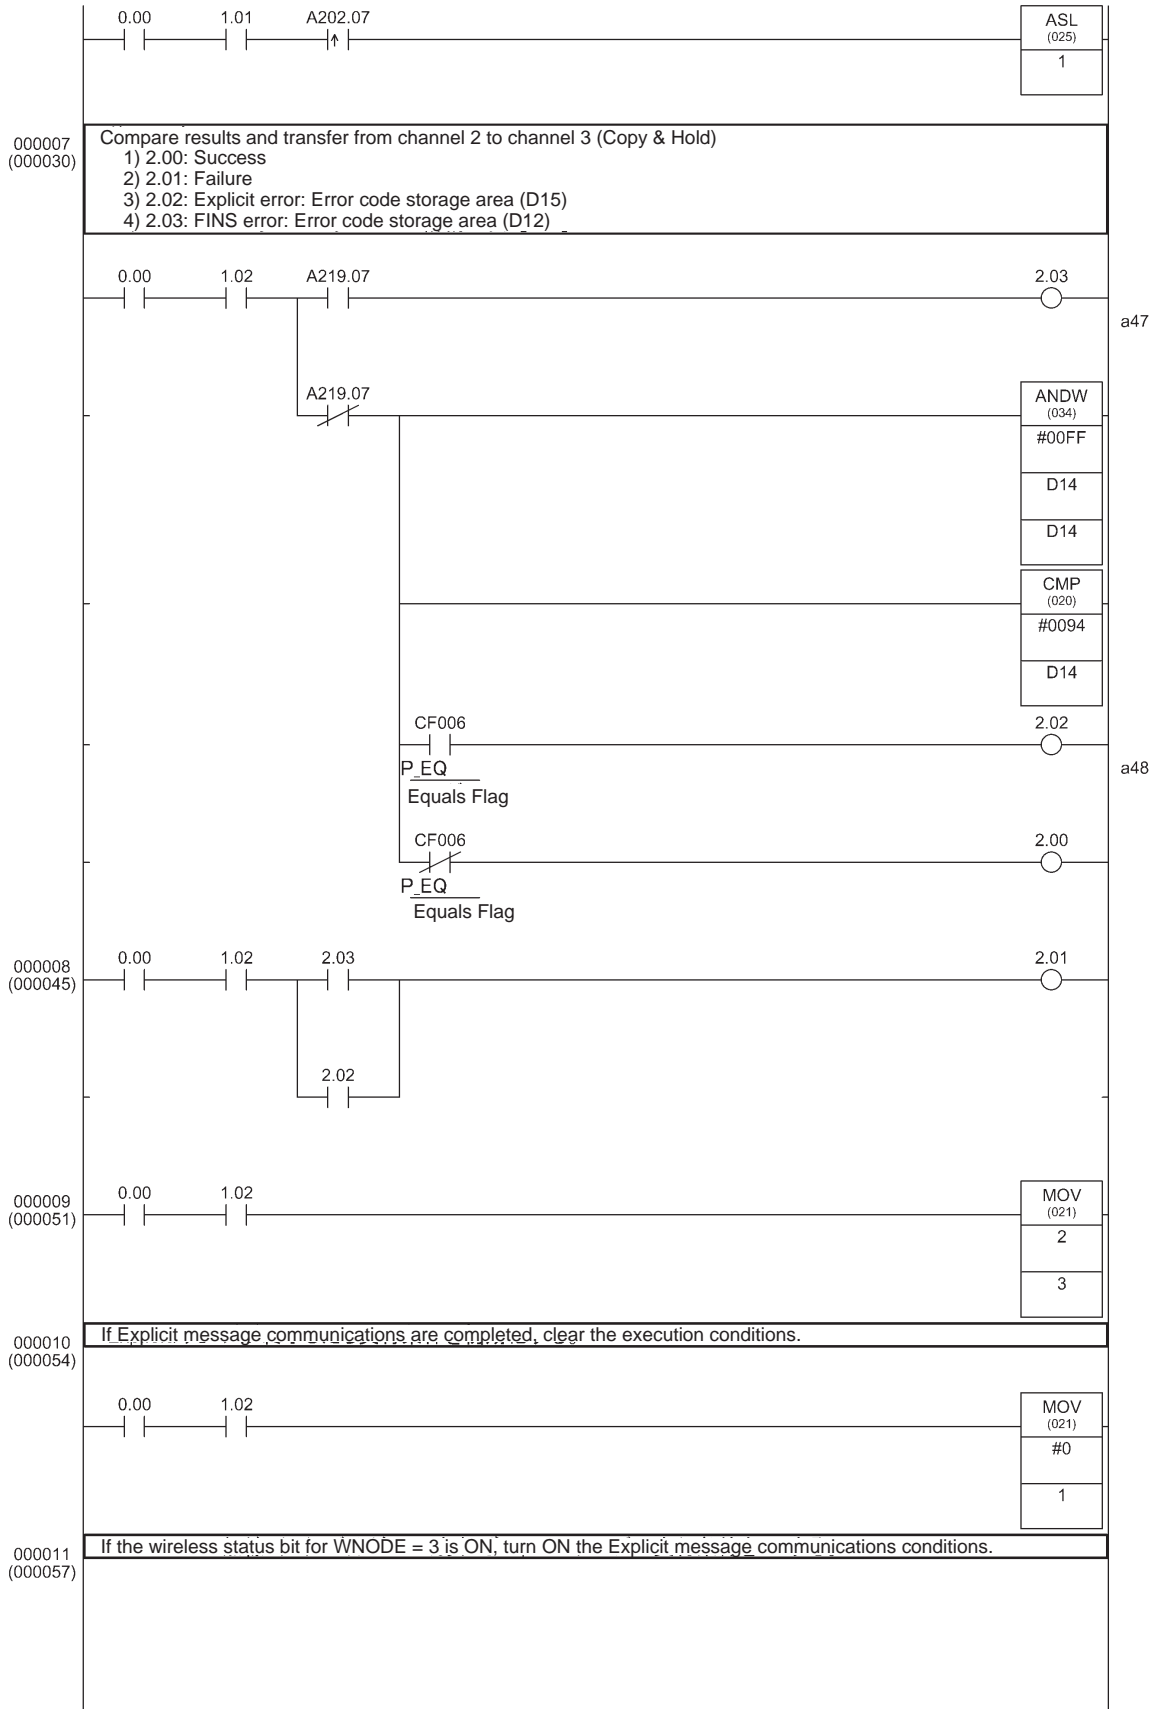 0.00 1.01 A202.07
ASL
(025)
1
000007
(000030)
Compare results and transfer from channel 2 to channel 3 (Copy & Hold)
1) 2.00: Success
2) 2.01: Failure
3) 2.02: Explicit error: Error code storage area (D15)
4) 2.03: FINS error: Error code storage area (D12)
0.00 1.02 A219.07 2.03
a47
A219.07
ANDW
(034)
#00FF
D14
D14
CMP
(020)
#0094
D14
CF006 2.02
P_EQ
a48
Equals Flag
CF006 2.00
P_EQ
Equals Flag
000008
(000045)
0.00 1.02 2.03 2.01
2.02
000009
(000051)
0.00 1.02
MOV
(021)
2
3
000010
(000054)
If Explicit message communications are completed, clear the execution conditions.
0.00 1.02
MOV
(021)
#0
1
000011
(000057)
If the wireless status bit for WNODE = 3 is ON, turn ON the Explicit message communications conditions.